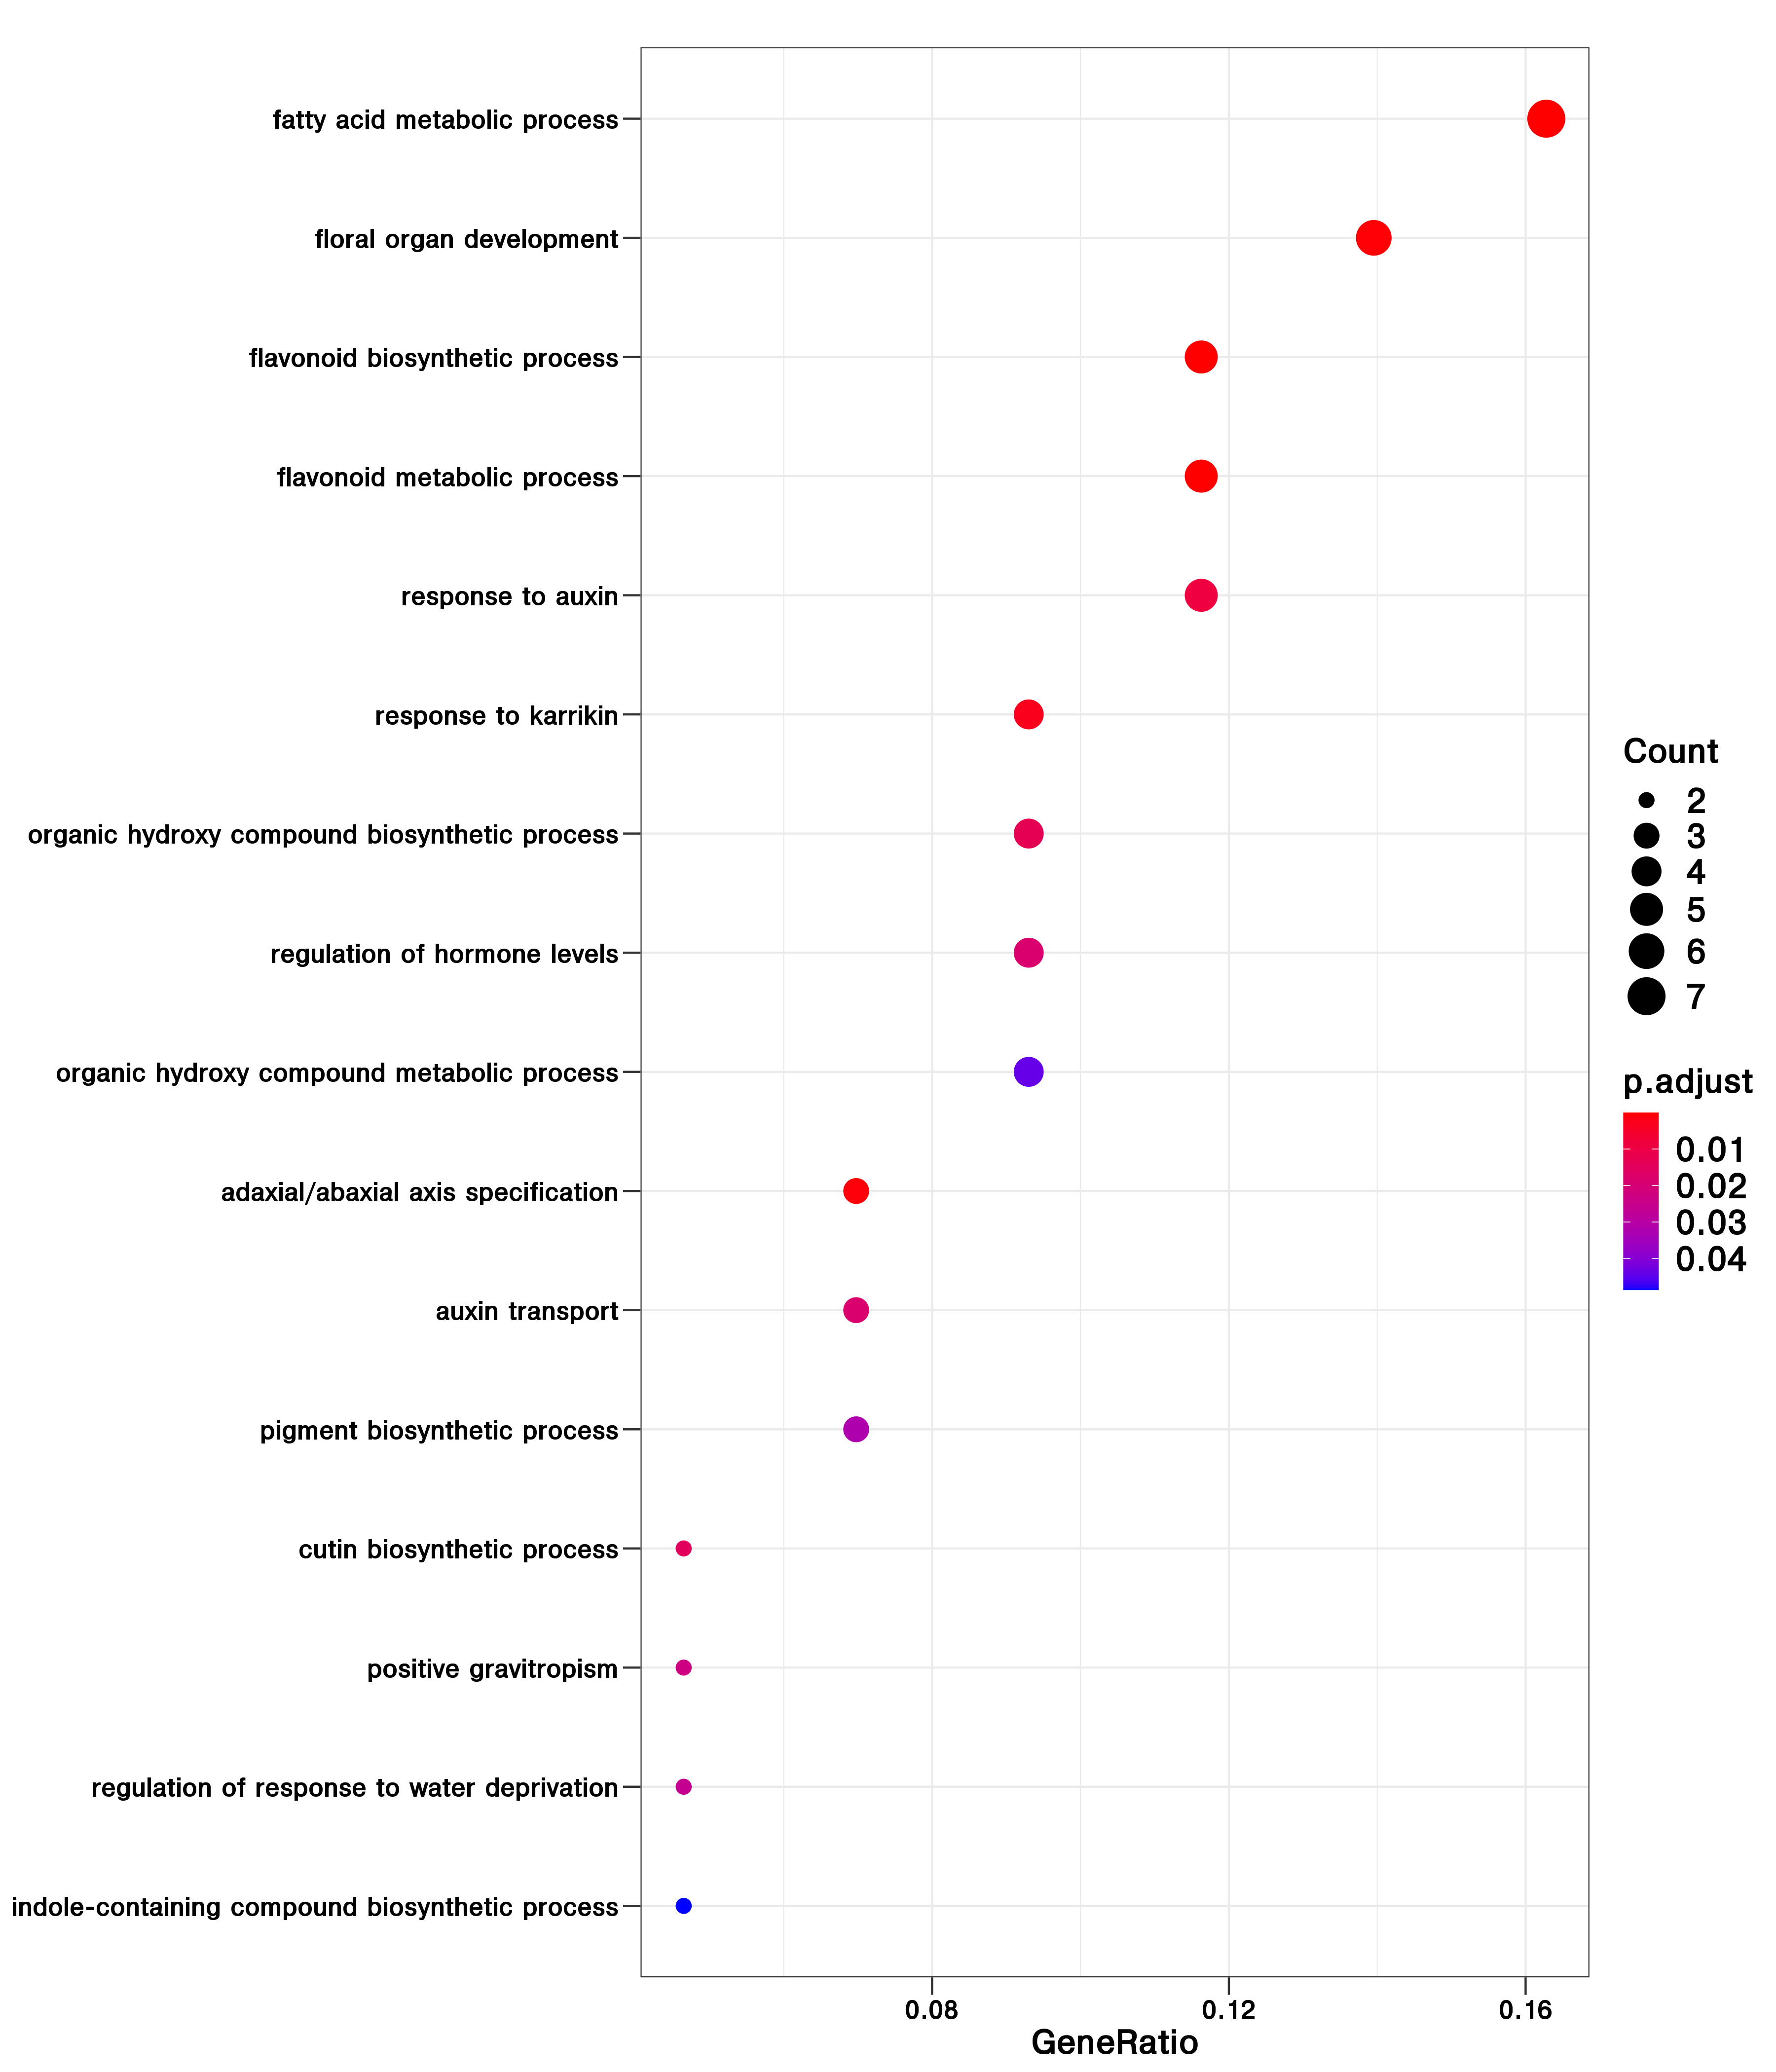 fatty acid metabolic process
floral organ development
flavonoid biosynthetic process
flavonoid metabolic process
response to auxin
response to karrikin
organic hydroxy compound biosynthetic process
regulation of hormone levels
organic hydroxy compound metabolic process
adaxial/abaxial axis specification
auxin transport
pigment biosynthetic process
cutin biosynthetic process
positive gravitropism
regulation of response to water deprivation
indole-containing compound biosynthetic process
0.08 0.12 0.16
GeneRatio
Count
2
3
4
5
6
7
p.adjust
0.01
0.02
0.03
0.04